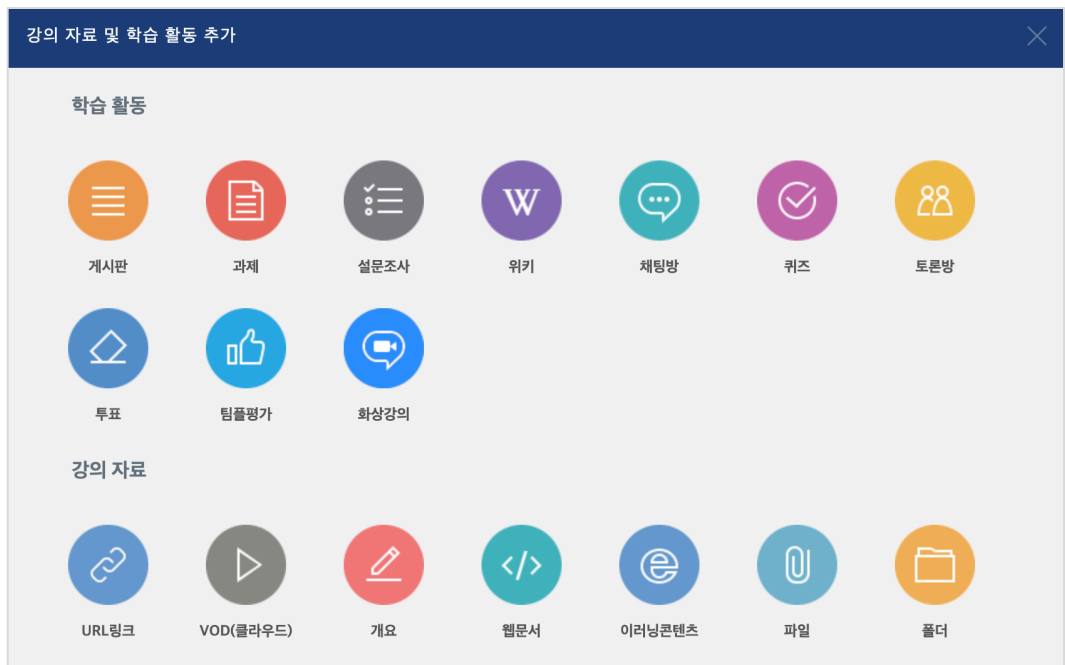 강의 자료 및 학습 활동 추가
학습 활동
게시판 과제 설문조사 위키 채팅방 퀴즈 토론방
투표 팀플평가 화상강의
강의 자료
URL링크 VOD(클라우드) 개요 웹문서 이러닝콘텐츠 파일 폴더